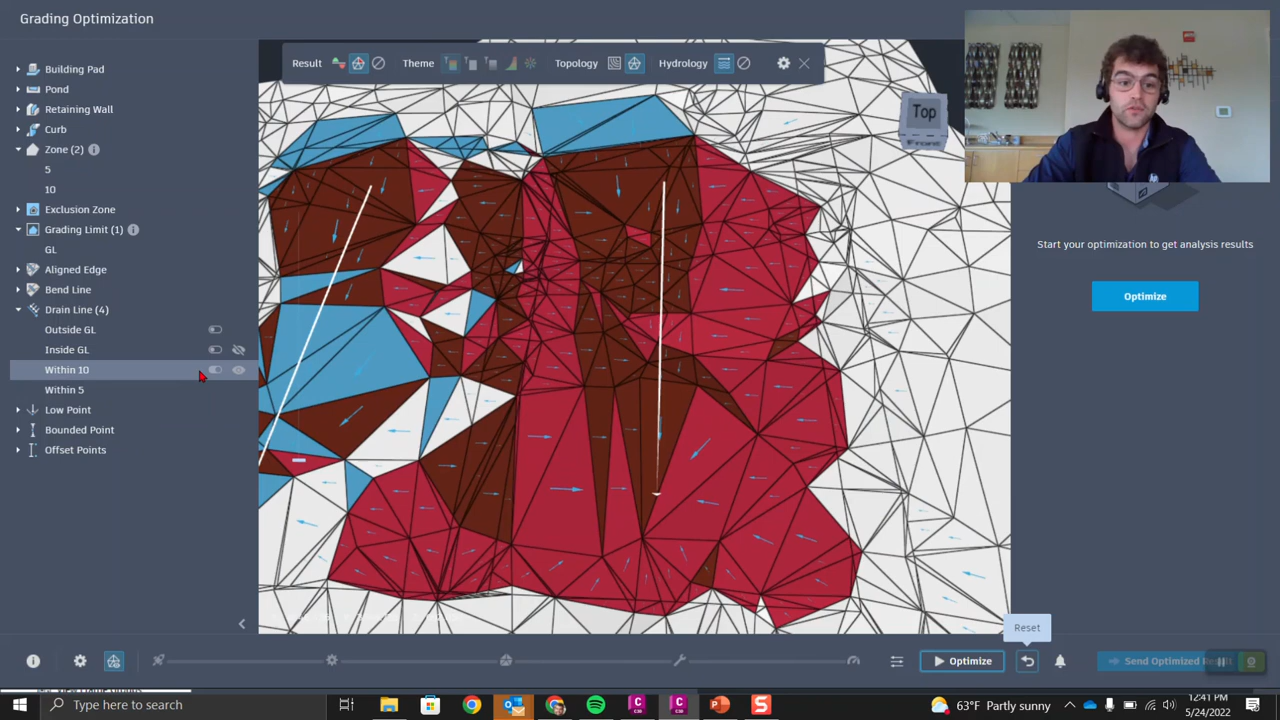 Grading Optimization
Building Pad
Pond
Retaining Wall
Curb
Zone (2)
5
10
Exclusion Zone
Grading Limit (1)
GL
Aligned Edge
Bend Line
Drain Line (4)
Outside GL
Inside GL
Within 10
Within 5
Low Point
Bounded Point
Offset Points
Result
Theme
Topology
Hydrology
Top
hp
Start your optimization to get analysis results
Optimize
Reset
Optimize
Send Optimized
Type here to search
63°F Partly sunny
12:41 PM
5/24/2022